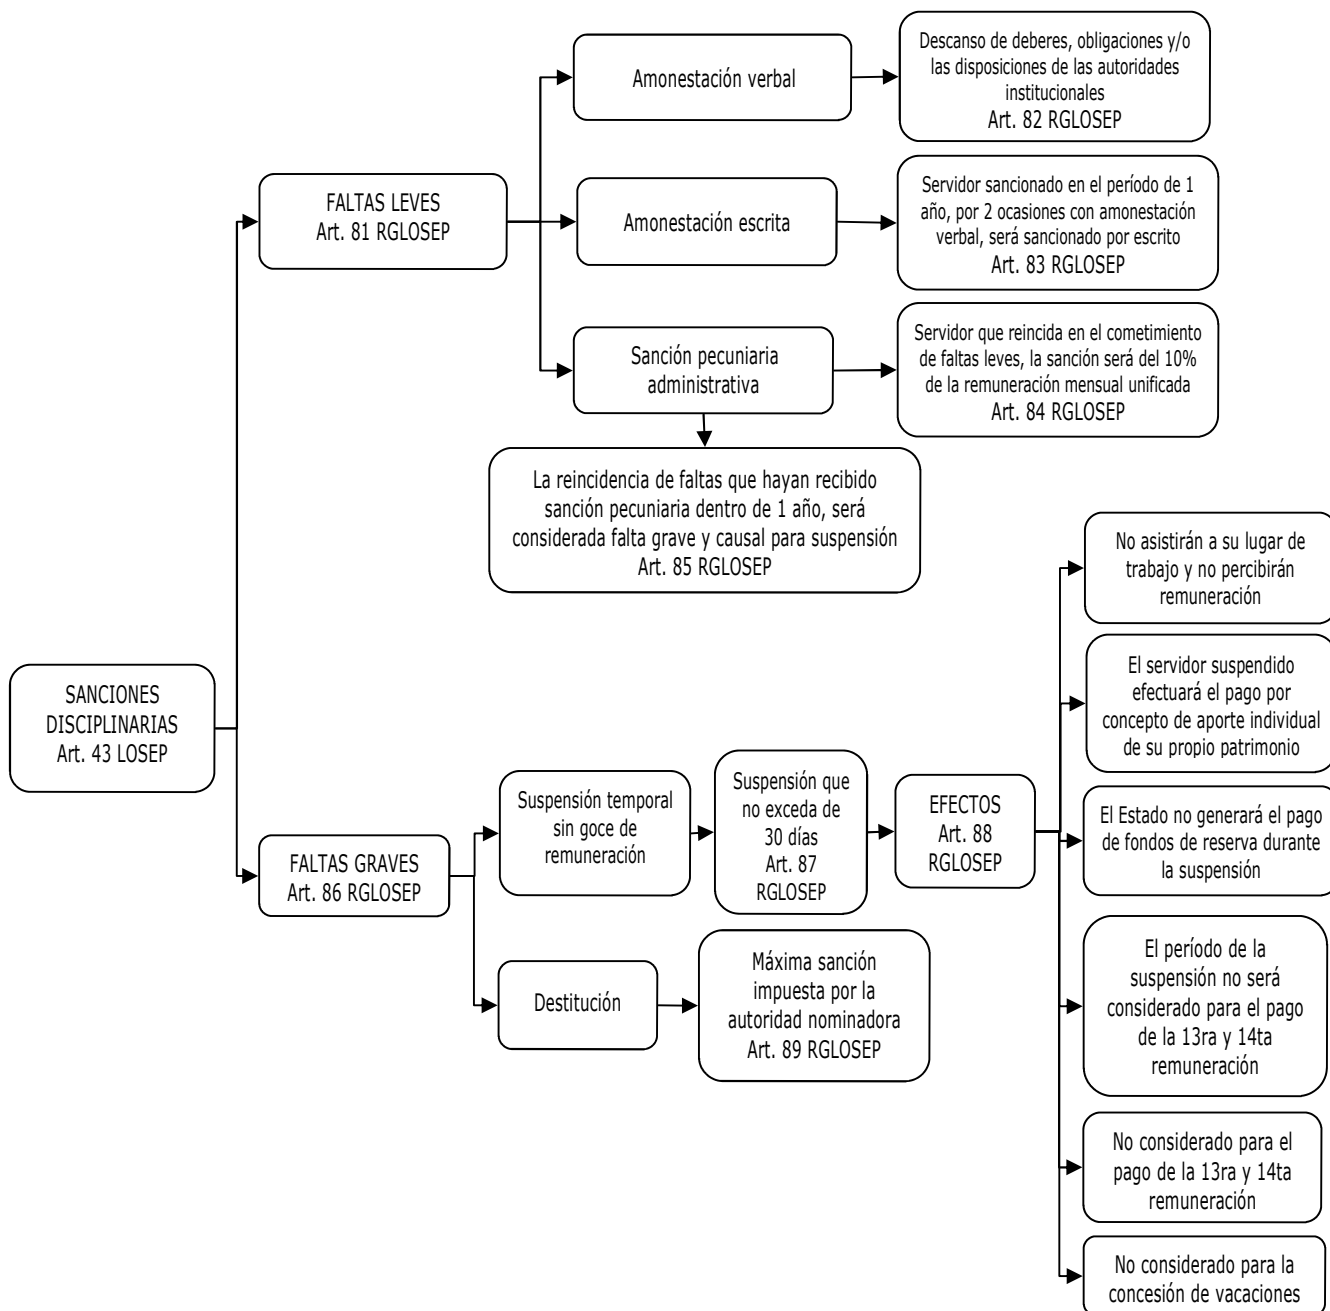 Amonestación verbal
Descanso de deberes, obligaciones y/o
las disposiciones de las autoridades
institucionales
Art. 82 RGLOSEP
FALTAS LEVES
Art. 81 RGLOSEP
Amonestación escrita
Servidor sancionado en el período de 1
año, por 2 ocasiones con amonestación
verbal, será sancionado por escrito
Art. 83 RGLOSEP
Sanción pecuniaria
administrativa
Servidor que reincida en el cometimiento
de faltas leves, la sanción será del 10%
de la remuneración mensual unificada
Art. 84 RGLOSEP
La reincidencia de faltas que hayan recibido
sanción pecuniaria dentro de 1 año, será
considerada falta grave y causal para suspensión
Art. 85 RGLOSEP
SANCIONES
DISCIPLINARIAS
Art. 43 LOSEP
FALTAS GRAVES
Art. 86 RGLOSEP
Suspensión temporal
sin goce de
remuneración
Suspensión que
no exceda de
30 días
Art. 87
RGLOSEP
EFECTOS
Art. 88
RGLOSEP
Destitución
Máxima sanción
impuesta por la
autoridad nominadora
Art. 89 RGLOSEP
No asistirán a su lugar de
trabajo y no percibirán
remuneración
El servidor suspendido
efectuará el pago por
concepto de aporte individual
de su propio patrimonio
El Estado no generará el pago
de fondos de reserva durante
la suspensión
El período de la
suspensión no será
considerado para el pago
de la 13ra y 14ta
remuneración
No considerado para el
pago de la 13ra y 14ta
remuneración
No considerado para la
concesión de vacaciones